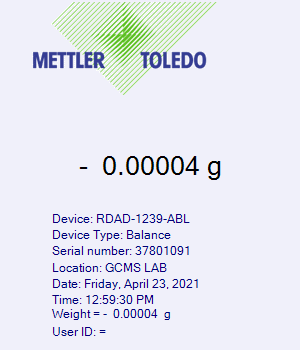 METTLER TOLEDO
- 0.00004 g
Device: RDAD-1239-ABL
Device Type: Balance
Serial number: 37801091
Location: GCMS LAB
Date: Friday, April 23, 2021
Time: 12:59:30 PM
Weight = - 0.00004 g
User ID: =